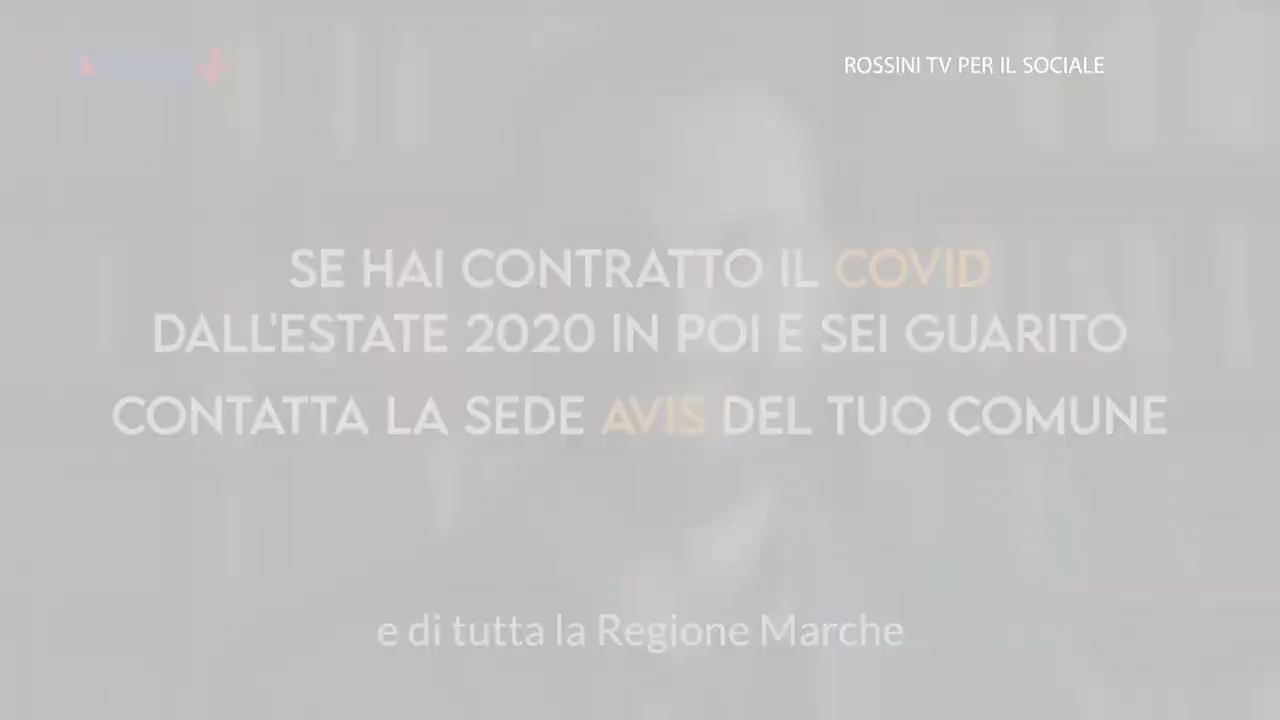 ROSSINI TV PER IL SOCIALE
SE HAI CONTRATTO IL COVID
DALL'ESTATE 2020 IN POI E SEI GUARITO
CONTATTA LA SEDE AVIS DEL TUO COMUNE
e di tutta la Regione Marche